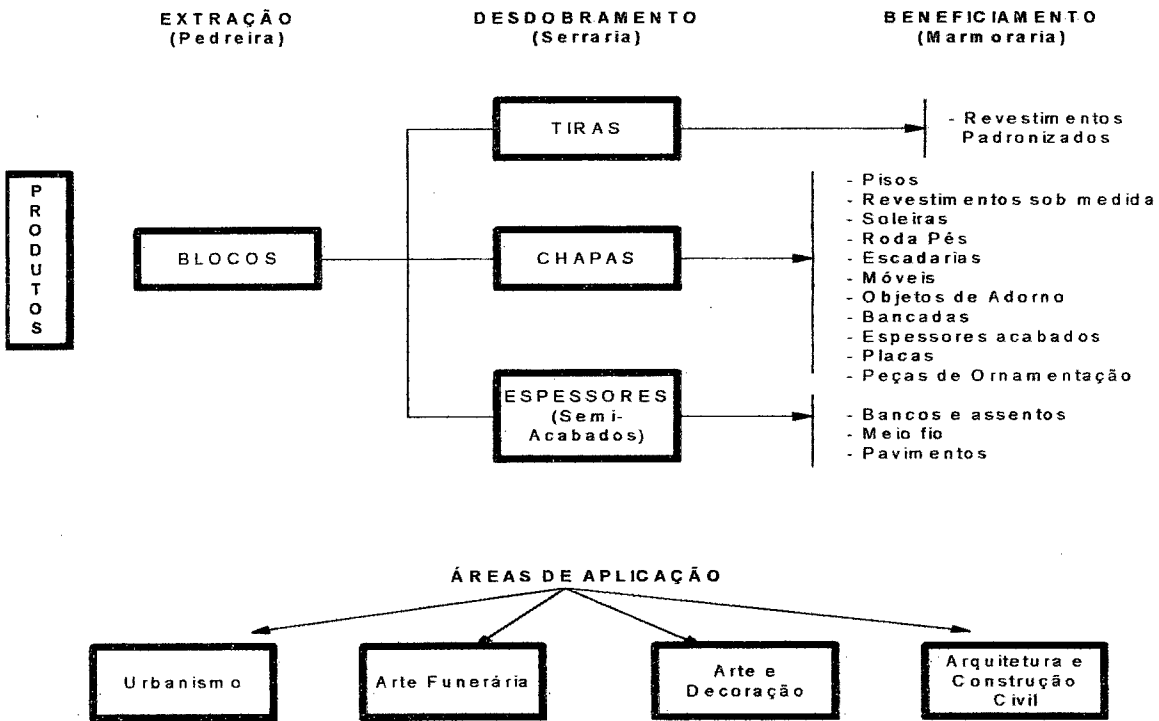 EXTRAÇÃO
(Pedreira)
DESDOBRAMENTO
(Serraria)
BENEFICIAMENTO
(Marmoraria)
PRODUTOS
BLOCOS
TIRAS
- Revestimentos
Padronizados
CHAPAS
- Pisos
- Revestimentos sob medida
- Soleiras
- Roda Pés
- Escadarias
- Móveis
- Objetos de Adorno
- Bancadas
- Espessores acabados
- Placas
- Peças de Ornamentação
ESPESSORES
(Semi-
Acabados)
- Bancos e assentos
- Meio fio
- Pavimentos
ÁREAS DE APLICAÇÃO
Urbanismo
Arte Funerária
Arte e
Decoração
Arquitetura e
Construção
Civil